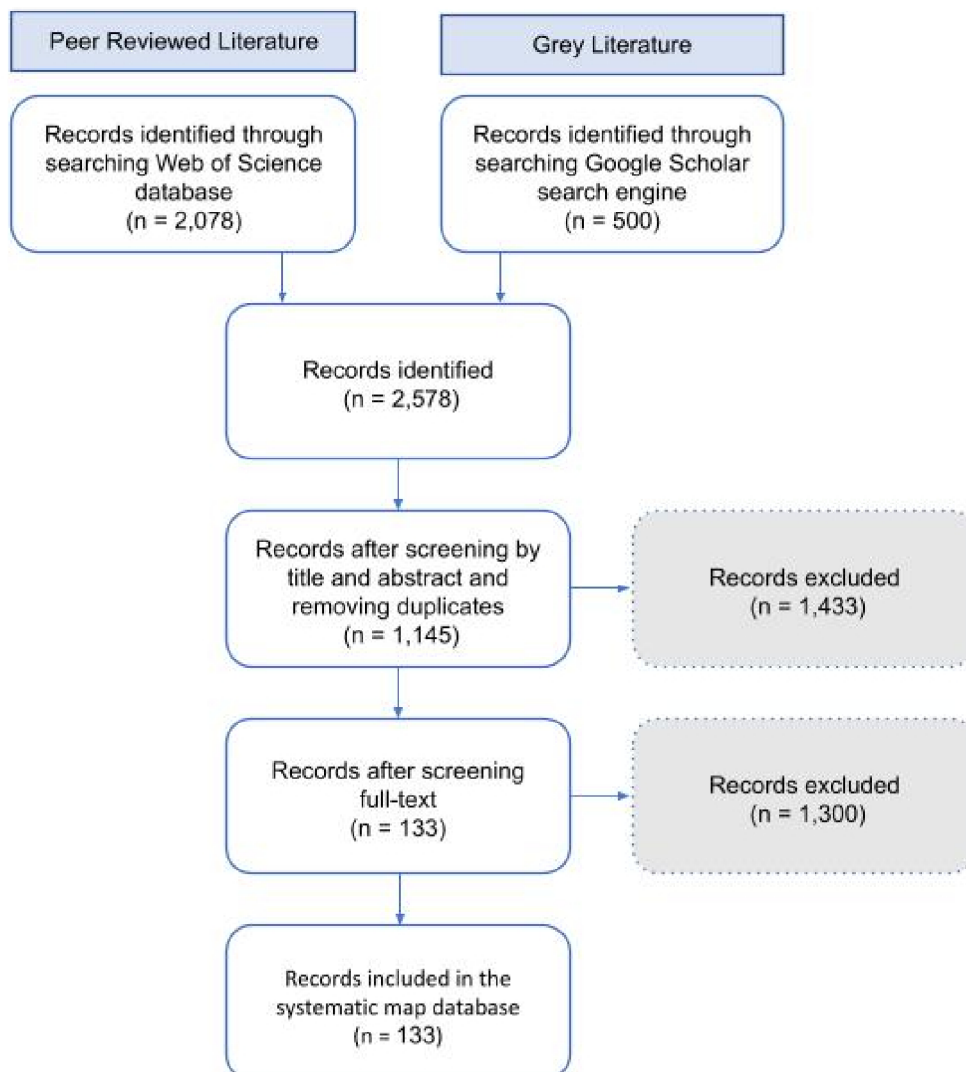 Peer Reviewed Literature
Grey Literature
Records identified through
searching Web of Science
database
(n = 2,078)
Records identified through
searching Google Scholar
search engine
(n = 500)
Records identified
(n = 2,578)
Records after screening by
title and abstract and
removing duplicates
(n = 1,145)
Records excluded
(n = 1,433)
Records after screening
full-text
(n = 133)
Records excluded
(n = 1,300)
Records included in the
systematic map database
(n = 133)